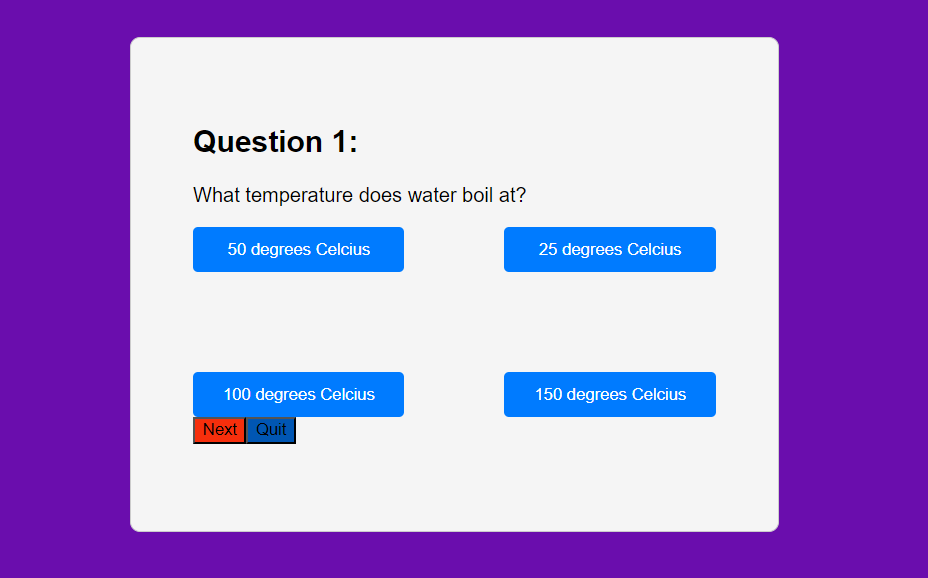 Question 1:
What temperature does water boil at?
50 degrees Celcius
25 degrees Celcius
100 degrees Celcius
150 degrees Celcius
Next
Quit